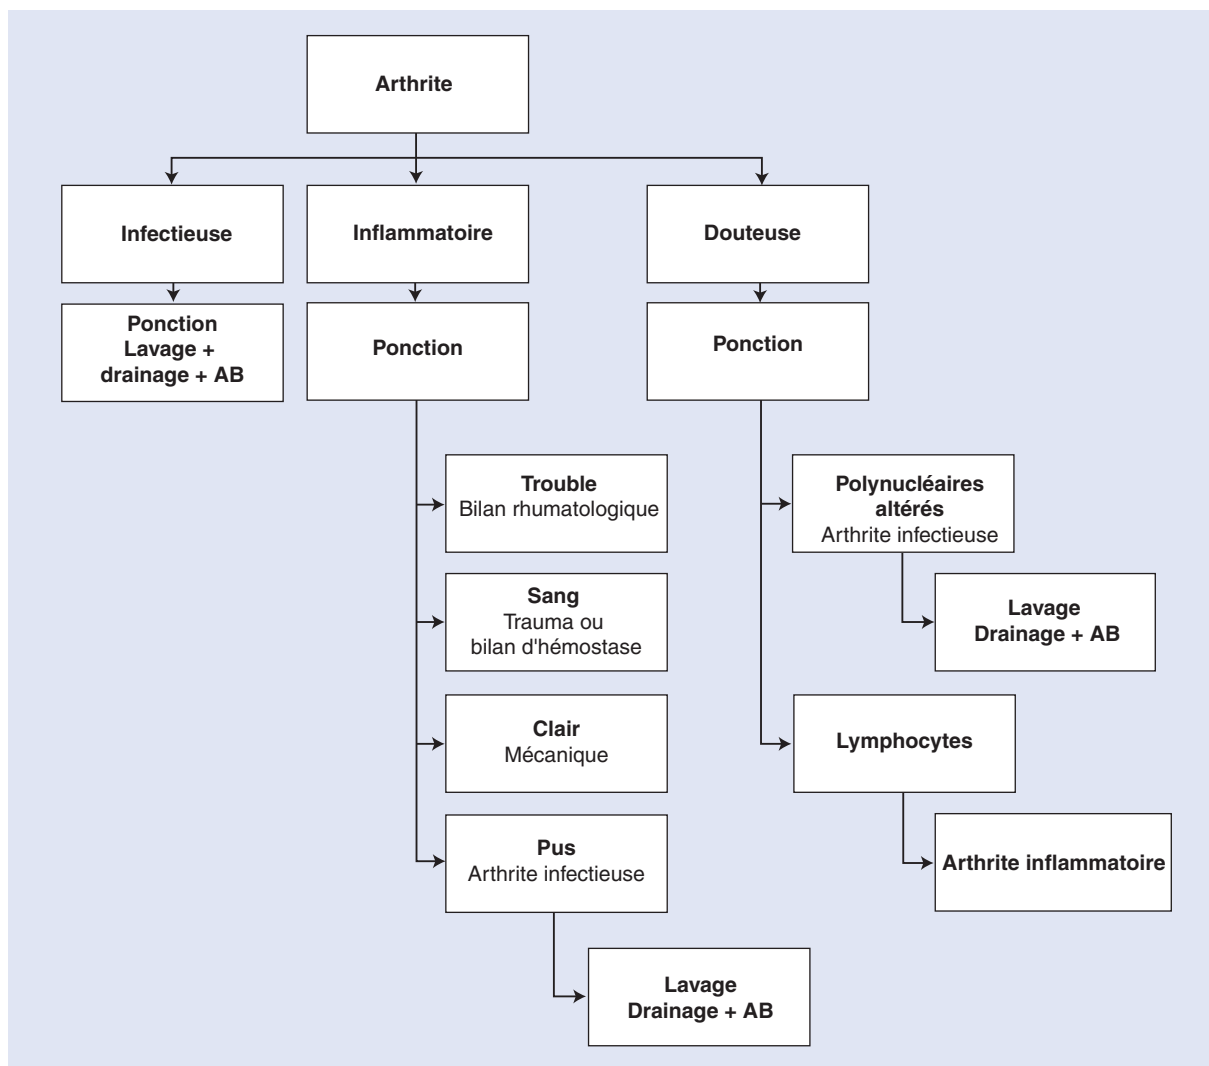 Arthrite
Infectieuse
Inflammatoire
Douteuse
Ponction
Lavage +
drainage + AB
Ponction
Ponction
Trouble
Bilan rhumatologique
Sang
Trauma ou
bilan d'hémostase
Clair
Mécanique
Pus
Arthrite infectieuse
Lavage
Drainage + AB
Polynucléaires
altérés
Arthrite infectieuse
Lavage
Drainage + AB
Lymphocytes
Arthrite inflammatoire